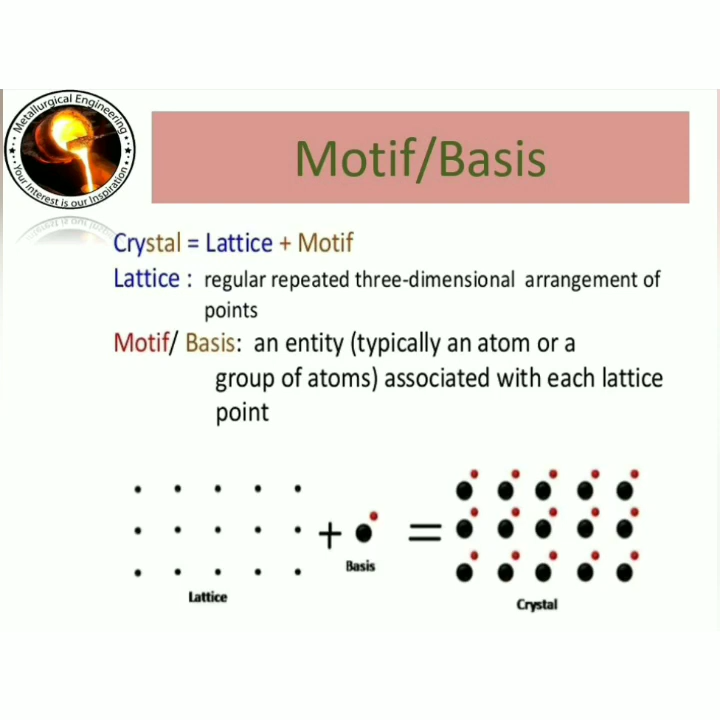 Metallurgical Engineering
Your Interest is our Inspiration
Motif/Basis
Crystal = Lattice + Motif
Lattice : regular repeated three-dimensional arrangement of
points
Motif/ Basis: an entity (typically an atom or a
group of atoms) associated with each lattice
point
+
=
Basis
Lattice
Crystal